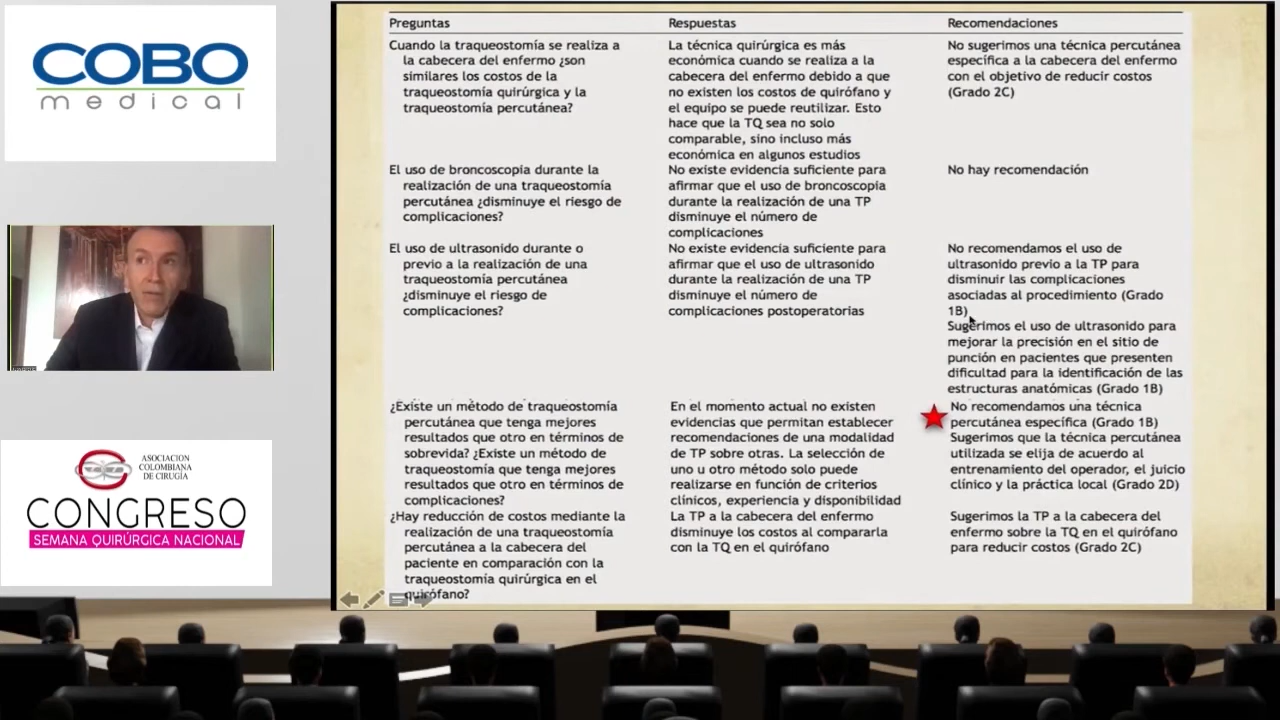 COBO
medical
ASOCIACION
COLOMBIANA
DE CIRUGÍA
CONGRESO
SEMANA QUIRÚRGICA NACIONAL
Preguntas
Respuestas
Recomendaciones
Cuando la traqueostomía se realiza a
la cabecera del enfermo ¿son
similares los costos de la
traqueostomía quirúrgica y la
traqueostomía percutánea?
La técnica quirúrgica es más
económica cuando se realiza a la
cabecera del enfermo debido a que
no existen los costos de quirófano y
el equipo se puede reutilizar. Esto
hace que la TQ sea no solo
comparable, sino incluso más
económica en algunos estudios
No sugerimos una técnica percutánea
específica a la cabecera del enfermo
con el objetivo de reducir costos
(Grado 2C)
El uso de broncoscopia durante la
realización de una traqueostomía
percutánea ¿disminuye el riesgo de
complicaciones?
No existe evidencia suficiente para
afirmar que el uso de broncoscopia
durante la realización de una TP
disminuye el número de
complicaciones
No hay recomendación
El uso de ultrasonido durante o
previo a la realización de una
traqueostomía percutánea
¿disminuye el riesgo de
complicaciones?
No existe evidencia suficiente para
afirmar que el uso de ultrasonido
durante la realización de una TP
disminuye el número de
complicaciones postoperatorias
No recomendamos el uso de
ultrasonido previo a la TP para
disminuir las complicaciones
asociadas al procedimiento (Grado
1B)
Sugerimos el uso de ultrasonido para
mejorar la precisión en el sitio de
punción en pacientes que presenten
dificultad para la identificación de las
estructuras anatómicas (Grado 1B)
¿Existe un método de traqueostomía
percutánea que tenga mejores
resultados que otro en términos de
sobrevida? ¿Existe un método de
traqueostomía que tenga mejores
resultados que otro en términos de
complicaciones?
En el momento actual no existen
evidencias que permitan establecer
recomendaciones de una modalidad
de TP sobre otras. La selección de
uno u otro método solo puede
realizarse en función de criterios
clínicos, experiencia y disponibilidad
No recomendamos una técnica
percutánea específica (Grado 1B)
Sugerimos que la técnica percutánea
utilizada se elija de acuerdo al
entrenamiento del operador, el juicio
clínico y la práctica local (Grado 2D)
¿Hay reducción de costos mediante la
realización de una traqueostomía
percutánea a la cabecera del
paciente en comparación con la
traqueostomía quirúrgica en el
quirófano?
La TP a la cabecera del enfermo
disminuye los costos al compararla
con la TQ en el quirófano
Sugerimos la TP a la cabecera del
enfermo sobre la TQ en el quirófano
para reducir costos (Grado 2C)